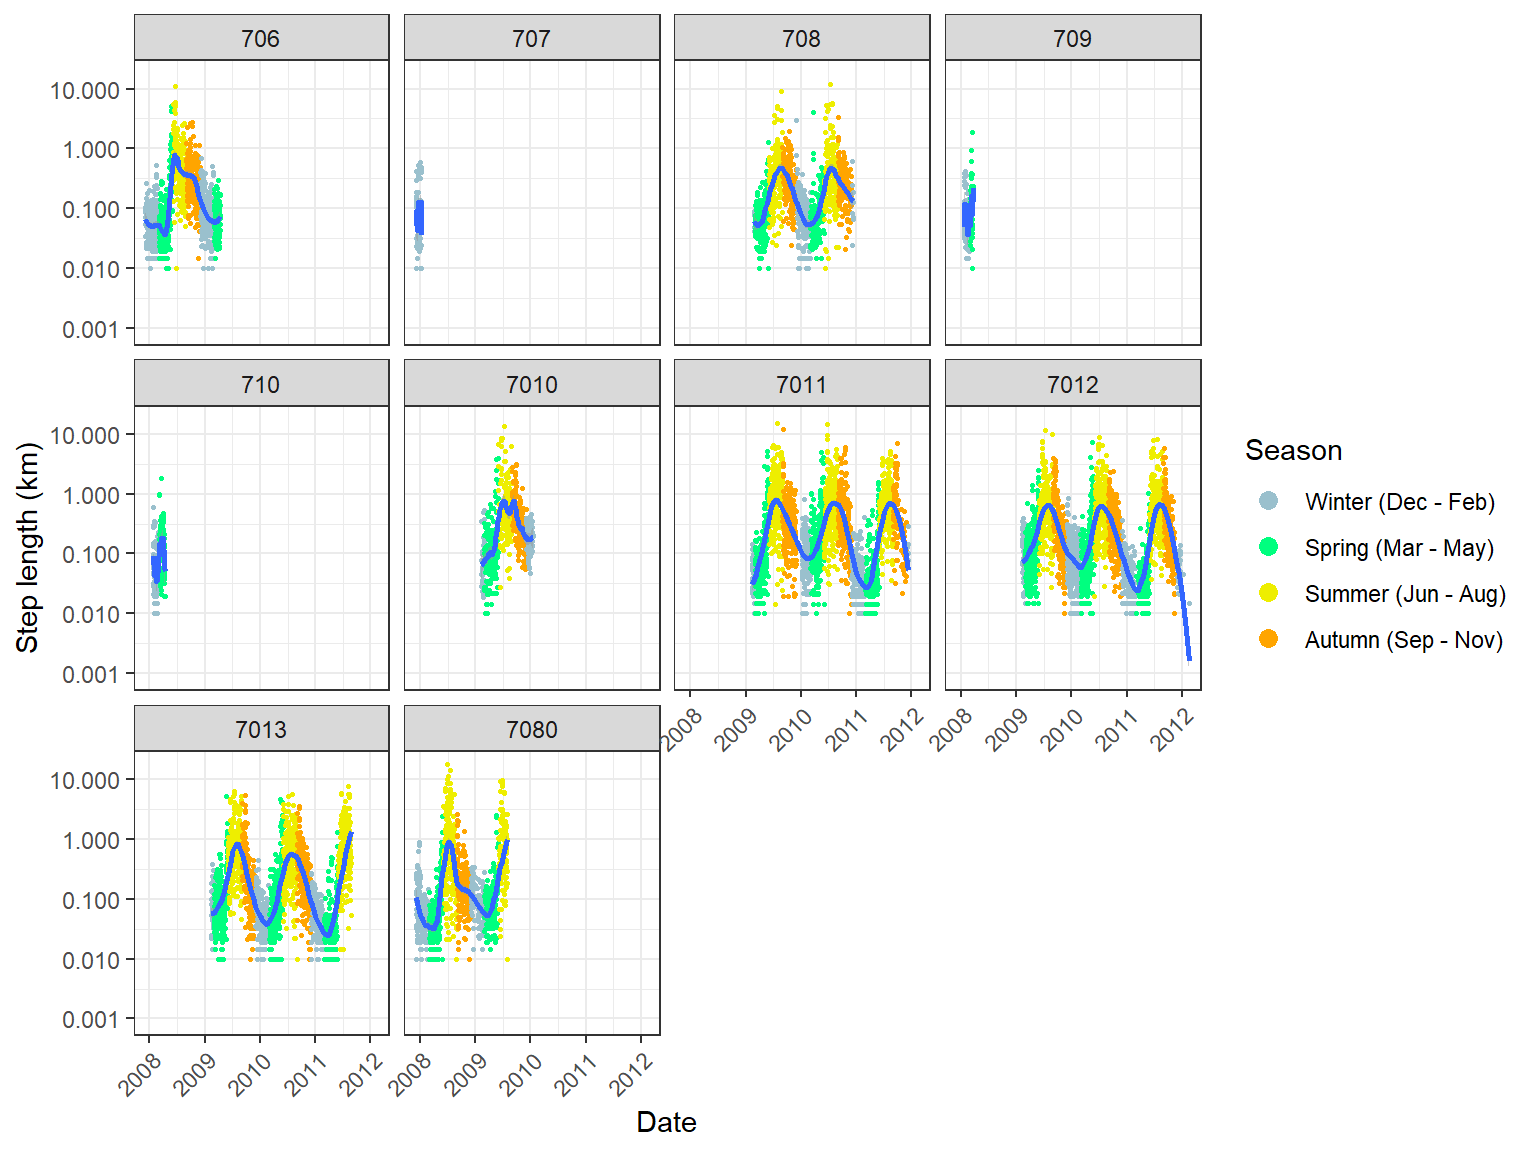 706 707 708 709
10.000
1.000
0.100
0.010
0.001
710 7010 7011 7012
10.000
1.000
0.100
0.010
0.001
2008 2009 2010 2011 2012 2008 2009 2010 2011 2012
7013 7080
10.000
1.000
0.100
0.010
0.001
2008 2009 2010 2011 2012 2008 2009 2010 2011 2012
Step length (km)
Date
Season
Winter (Dec - Feb)
Spring (Mar - May)
Summer (Jun - Aug)
Autumn (Sep - Nov)